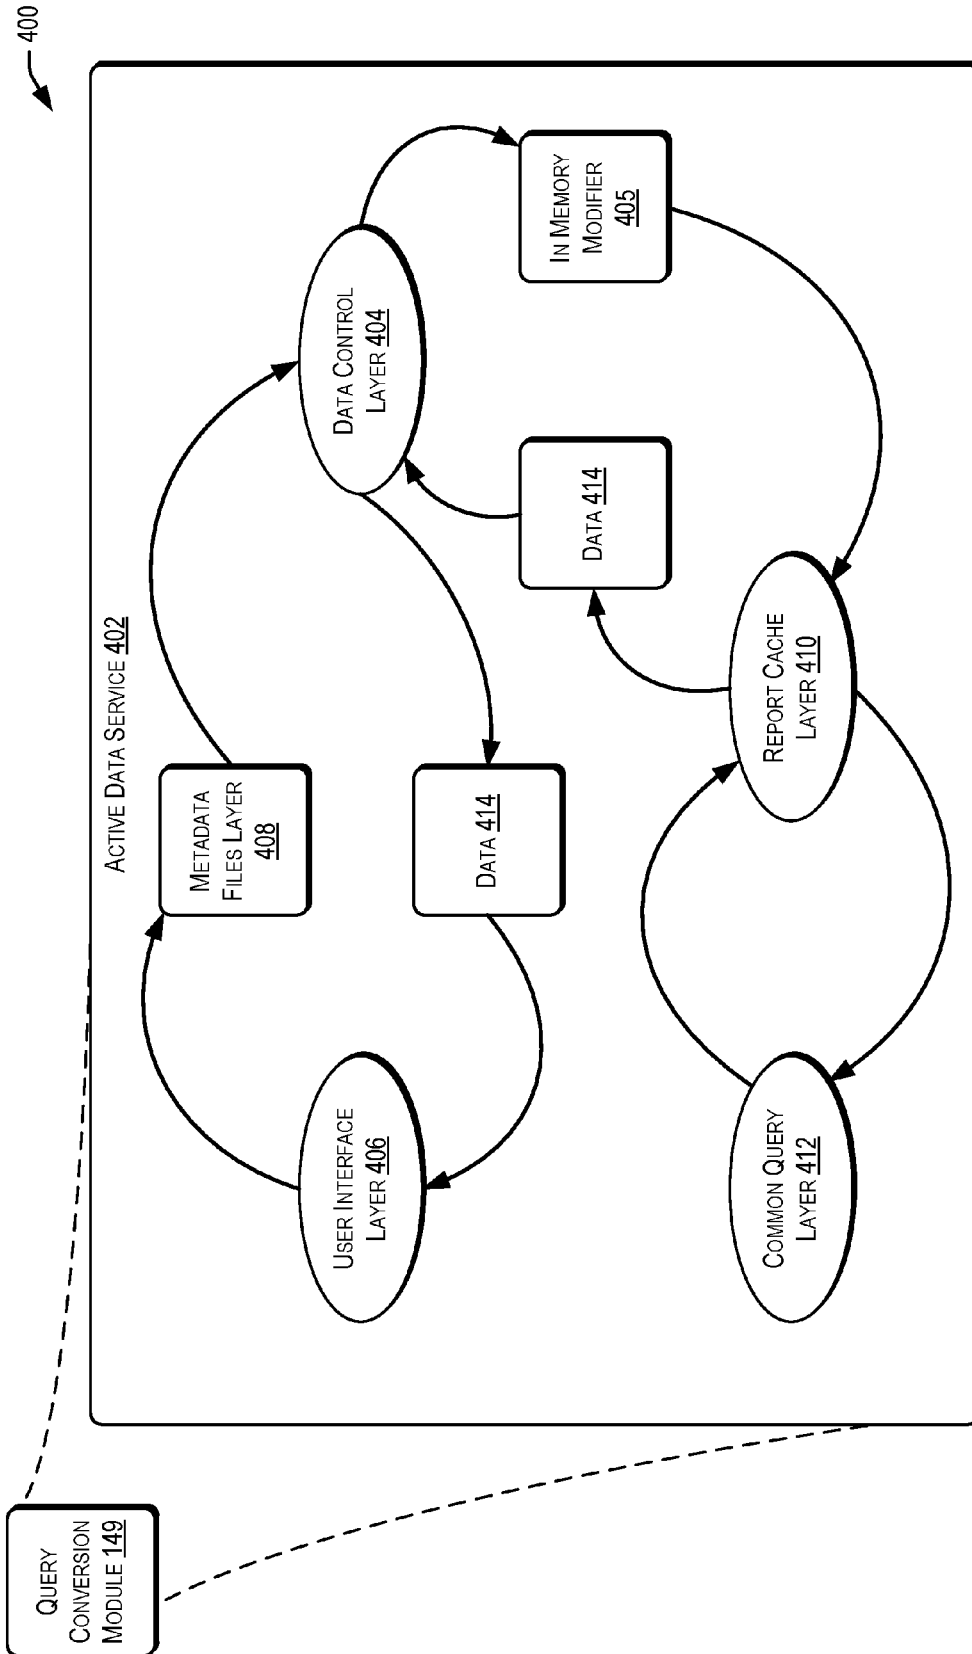 400
ACTIVE DATA SERVICE 402
QUERY
CONVERSION
MODULE 149
USER INTERFACE
LAYER 406
METADATA
FILES LAYER
408
DATA 414
DATA CONTROL
LAYER 404
IN MEMORY
MODIFIER
405
DATA 414
REPORT CACHE
LAYER 410
COMMON QUERY
LAYER 412